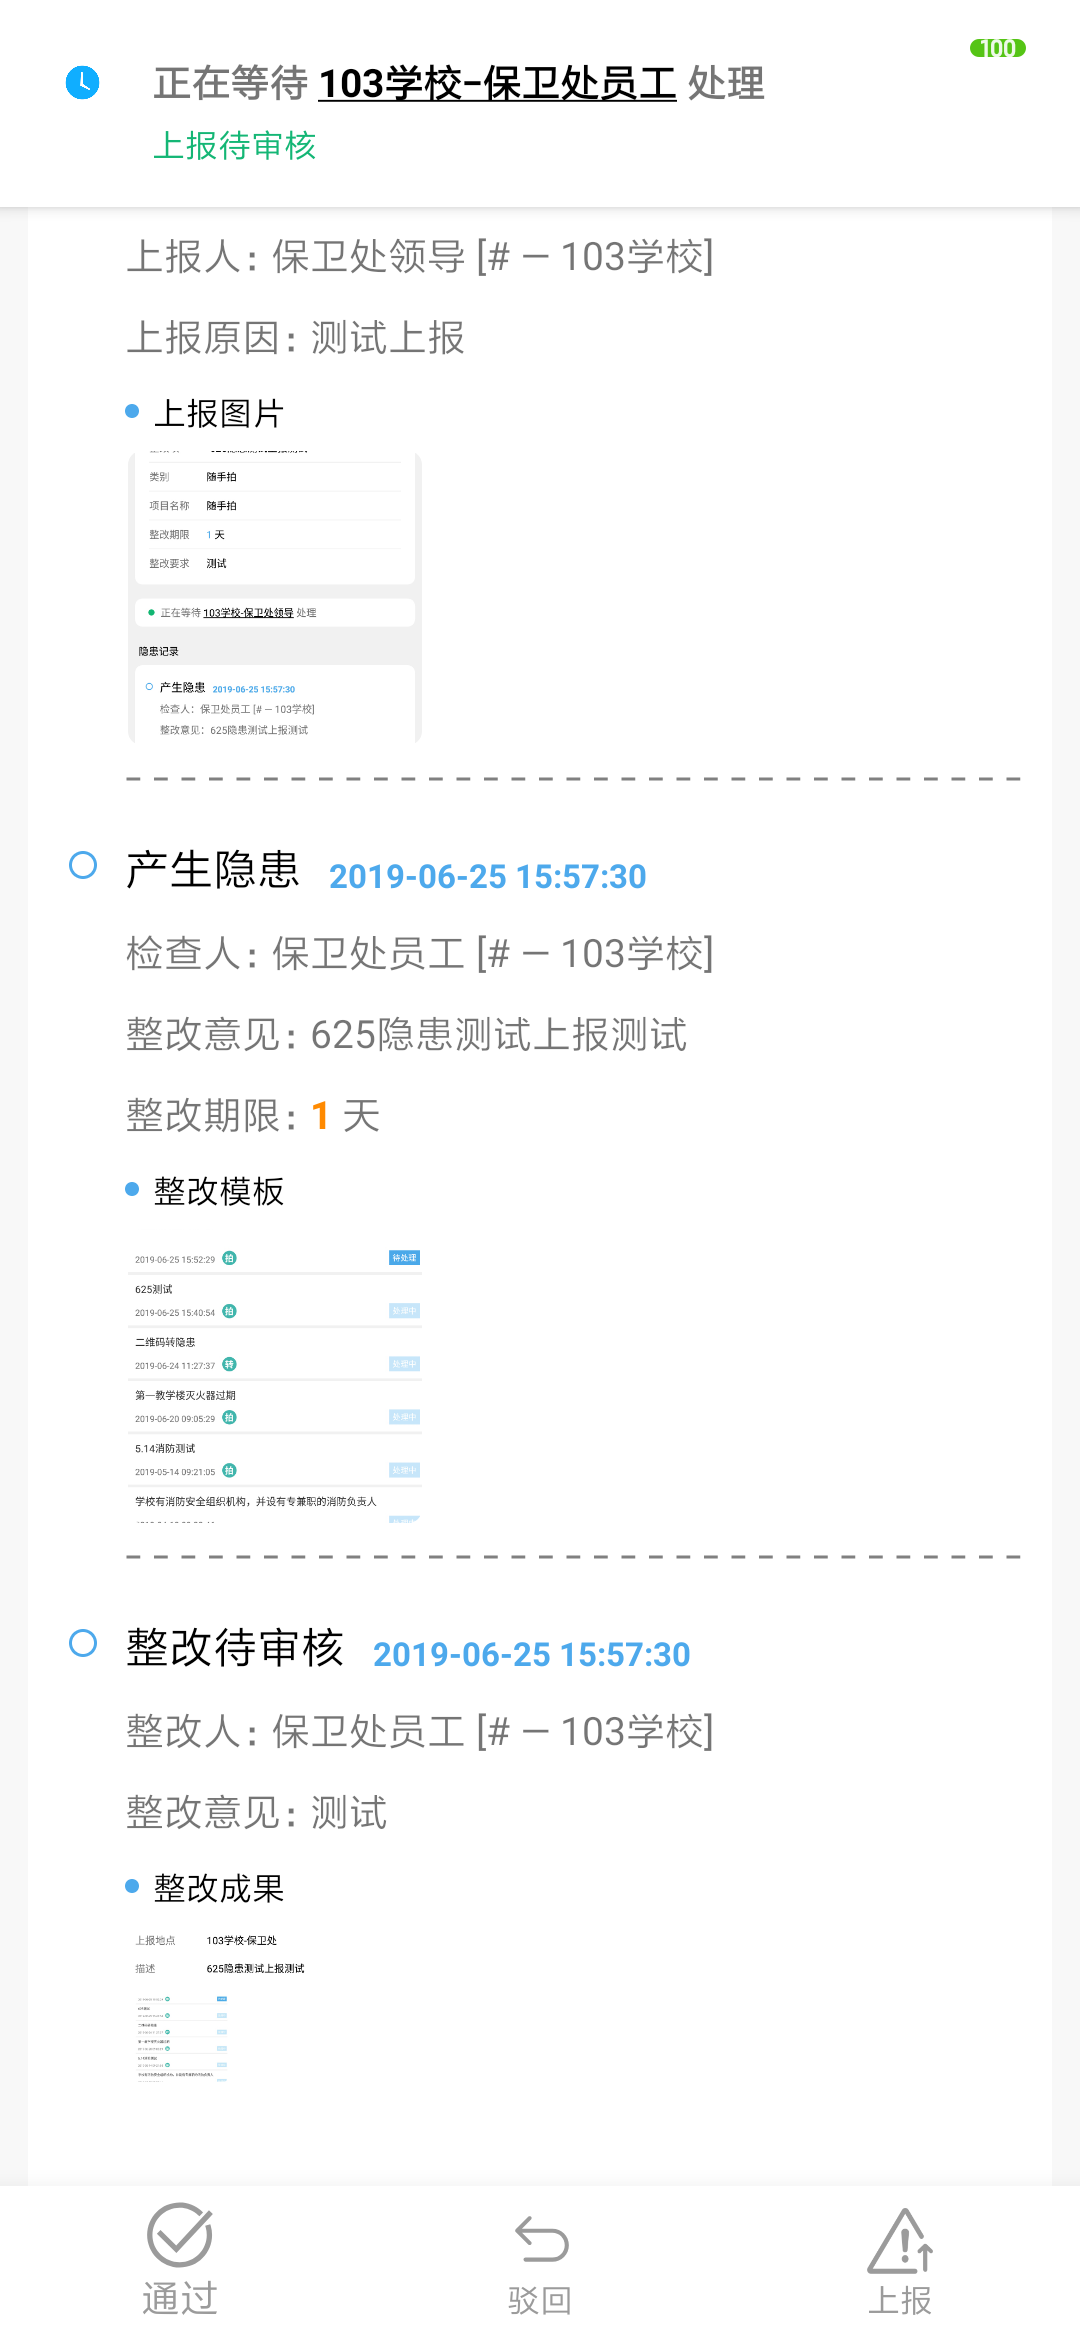 100
正在等待 103学校-保卫处员工 处理
上报待审核
上报人: 保卫处领导 [# – 103学校]
上报原因: 测试上报
上报图片
类别 随手拍
项目名称 随手拍
整改期限 1 天
整改要求 测试
正在等待 103学校-保卫处领导 处理
隐患记录
产生隐患 2019-06-25 15:57:30
检查人: 保卫处员工 [# – 103学校]
整改意见: 625隐患测试上报测试
产生隐患 2019-06-25 15:57:30
检查人: 保卫处员工 [# – 103学校]
整改意见: 625隐患测试上报测试
整改期限: 1 天
整改模板
2019-06-25 15:52:29 拍 待处理
625测试
2019-06-25 15:40:54 拍 处理中
二维码转隐患
2019-06-24 11:27:37 转 处理中
第一教学楼灭火器过期
2019-06-20 09:05:29 拍 处理中
5.14消防测试
2019-05-14 09:21:05 拍 处理中
学校有消防安全组织机构，并设有专兼职的消防负责人
整改待审核 2019-06-25 15:57:30
整改人: 保卫处员工 [# – 103学校]
整改意见: 测试
整改成果
上报地点 103学校-保卫处
描述 625隐患测试上报测试
通过 驳回 上报